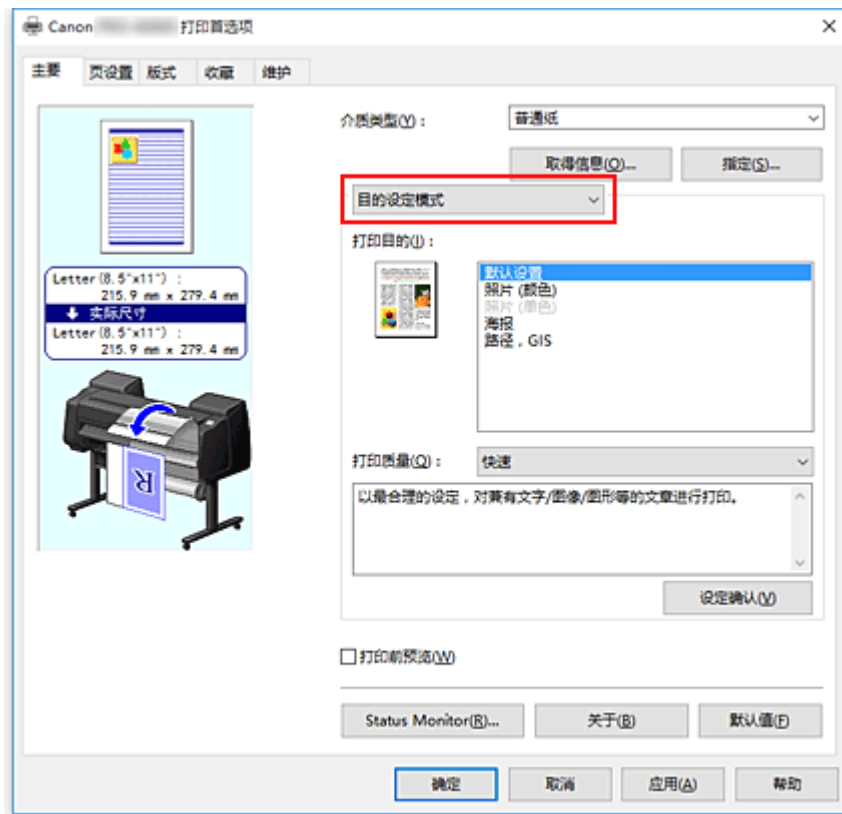 Canon 打印首选项
主要 页设置 版式 收藏 维护
介质类型(Y)： 普通纸
取得信息(O)... 指定(S)...
目的设定模式
打印目的(I)：
默认设置
照片 (颜色)
照片 (单色)
海报
路径，GIS
Letter(8.5"x11") :
215.9 mm x 279.4 mm
实际尺寸
Letter(8.5"x11") :
215.9 mm x 279.4 mm
R
打印质量(Q)： 快速
以最合理的设定，对兼有文字/图像/图形等的文章进行打印。
设定确认(V)
打印前预览(W)
Status Monitor(R)... 关于(B) 默认值(F)
确定 取消 应用(A) 帮助